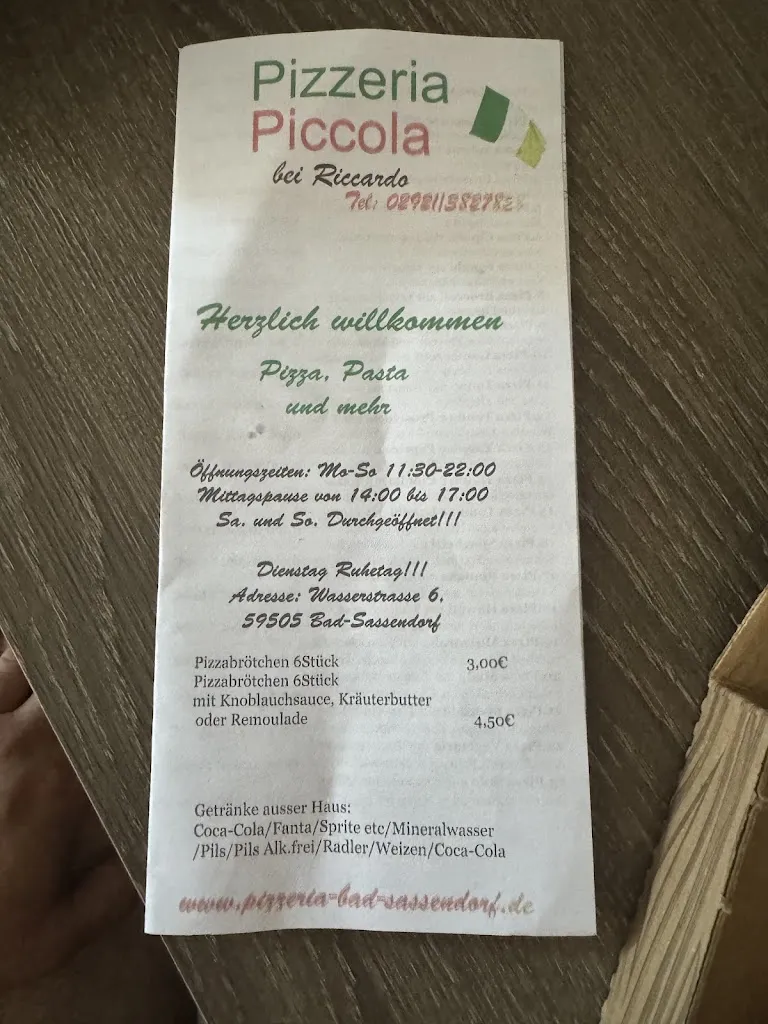 Pizzeria
Piccola
bei Riccardo
Tel:
Herzlich willkommen
Pizza, Pasta
und mehr
Öffnungszeiten: Mo-So 11:30-22:00
Mittagspause von 14:00 bis 17:00
Sa. und So. Durchgeöffnet!!!
Dienstag Ruhetag!!!
Adresse: Wasserstrasse 6.
59505 Bad-Sassendorf
Pizzabrötchen 6Stück 3,00€
Pizzabrötchen 6Stück
mit Knoblauchsauce, Kräuterbutter
oder Remoulade 4,50€
Getränke ausser Haus:
Coca-Cola/Fanta/Sprite etc/Mineralwasser
/Pils/Pils Alk.frei/Radler/Weizen/Coca-Cola
www.pizzeria-bad-sassendorf.de